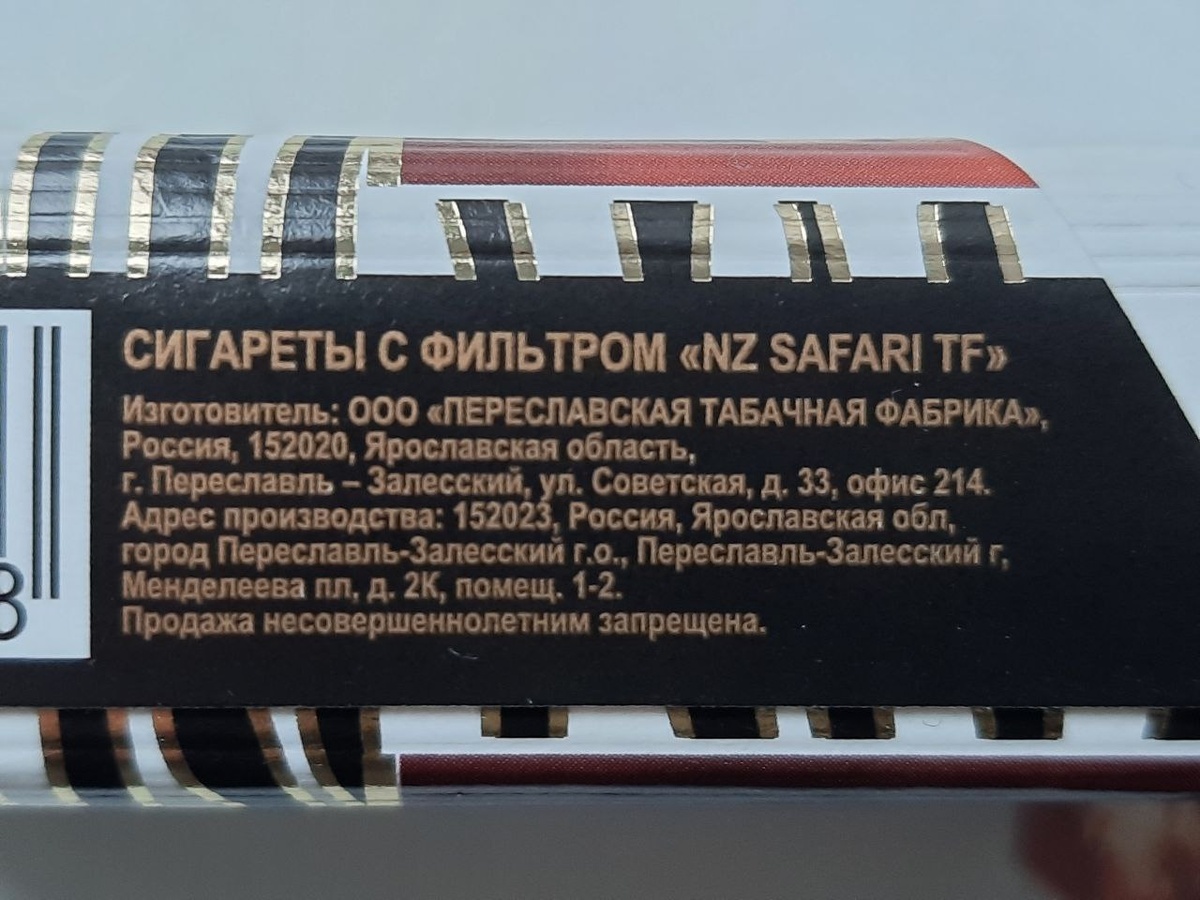 СИГАРЕТЫ С ФИЛЬТРОМ «NZ SAFARI TF»
Изготовитель: ООО «ПЕРЕСЛАВСКАЯ ТАБАЧНАЯ ФАБРИКА»,
Россия, 152020, Ярославская область,
г. Переславль – Залесский, ул. Советская, д. 33, офис 214.
Адрес производства: 152023, Россия, Ярославская обл,
город Переславль-Залесский г.о., Переславль-Залесский г,
Менделеева пл, д. 2К, помещ. 1-2.
8
Продажа несовершеннолетним запрещена.